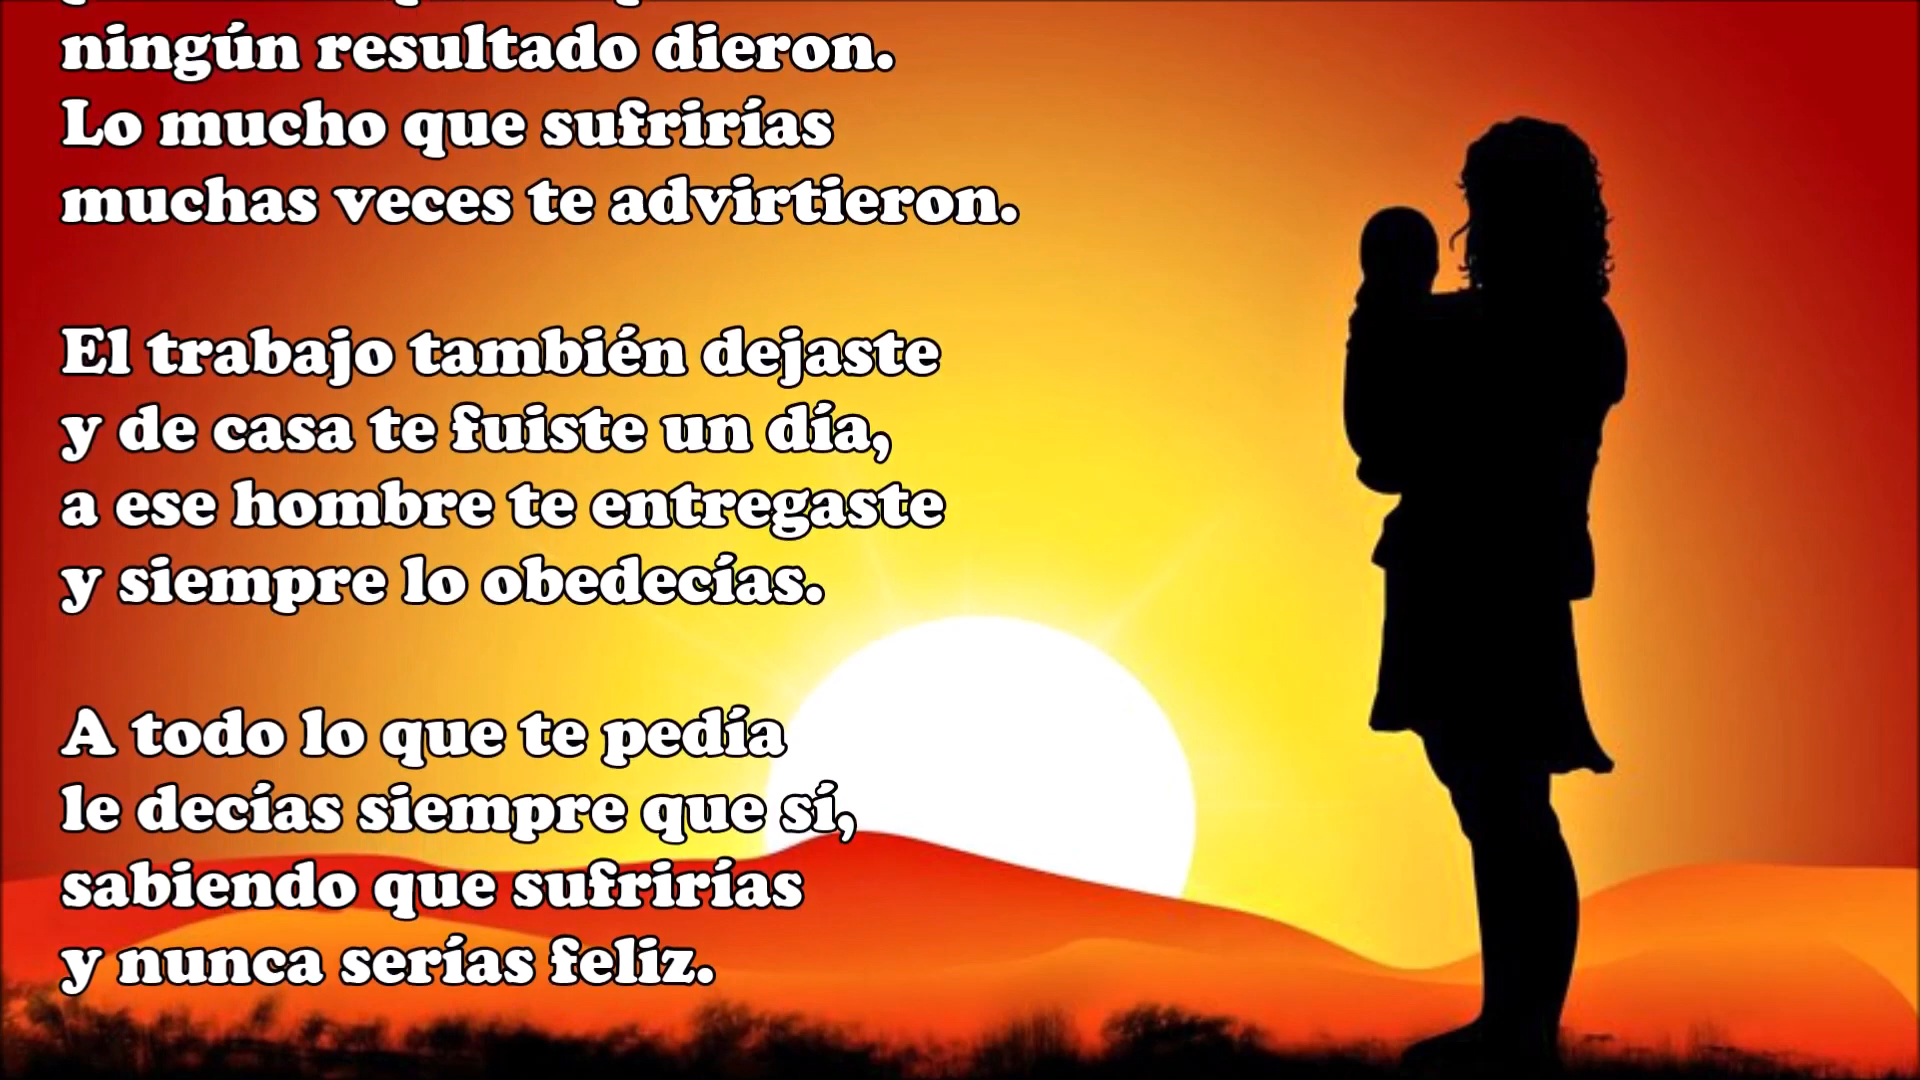 ningún resultado dieron.
Lo mucho que sufrirías
muchas veces te advirtieron.
El trabajo también dejaste
y de casa te fuiste un día,
a ese hombre te entregaste
y siempre lo obedecías.
A todo lo que te pedía
le decías siempre que sí,
sabiendo que sufrirías
y nunca serías feliz.